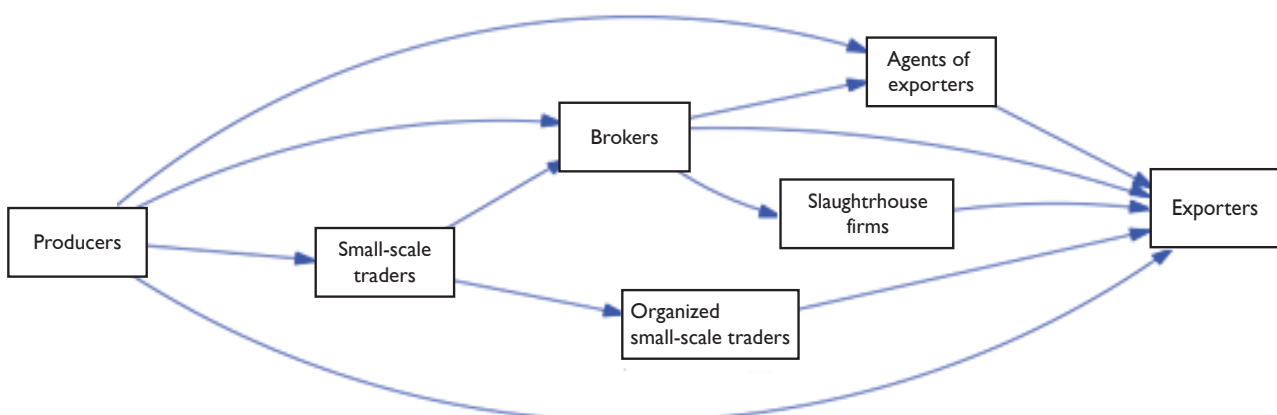 Agents of
exporters
Brokers
Slaughtrhouse
firms
Exporters
Producers
Small-scale
traders
Organized
small-scale traders